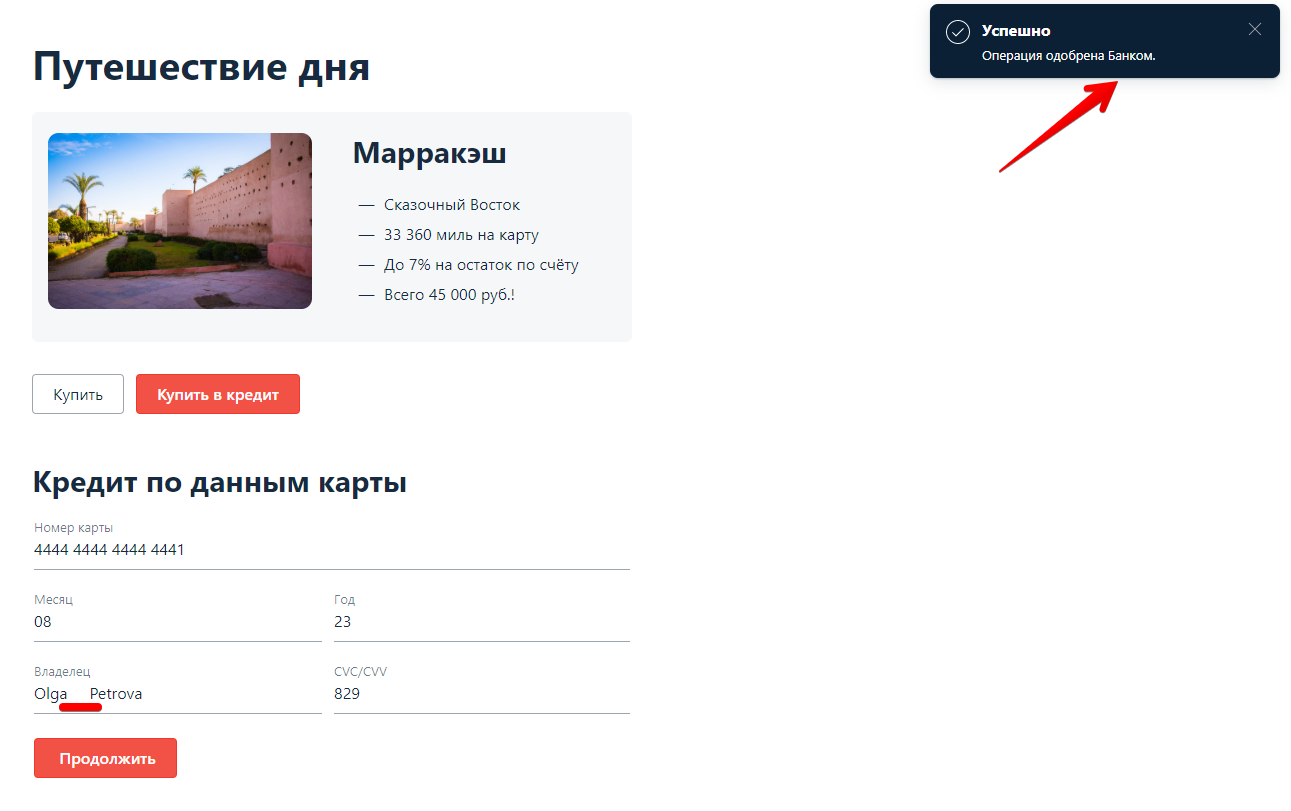 Успешно
Операция одобрена Банком.
Путешествие дня
Марракэш
— Сказочный Восток
— 33 360 миль на карту
— До 7% на остаток по счёту
— Всего 45 000 руб.!
Купить Купить в кредит
Кредит по данным карты
Номер карты
4444 4444 4444 4441
Месяц Год
08 23
Владелец CVC/CVV
Olga     Petrova 829
Продолжить